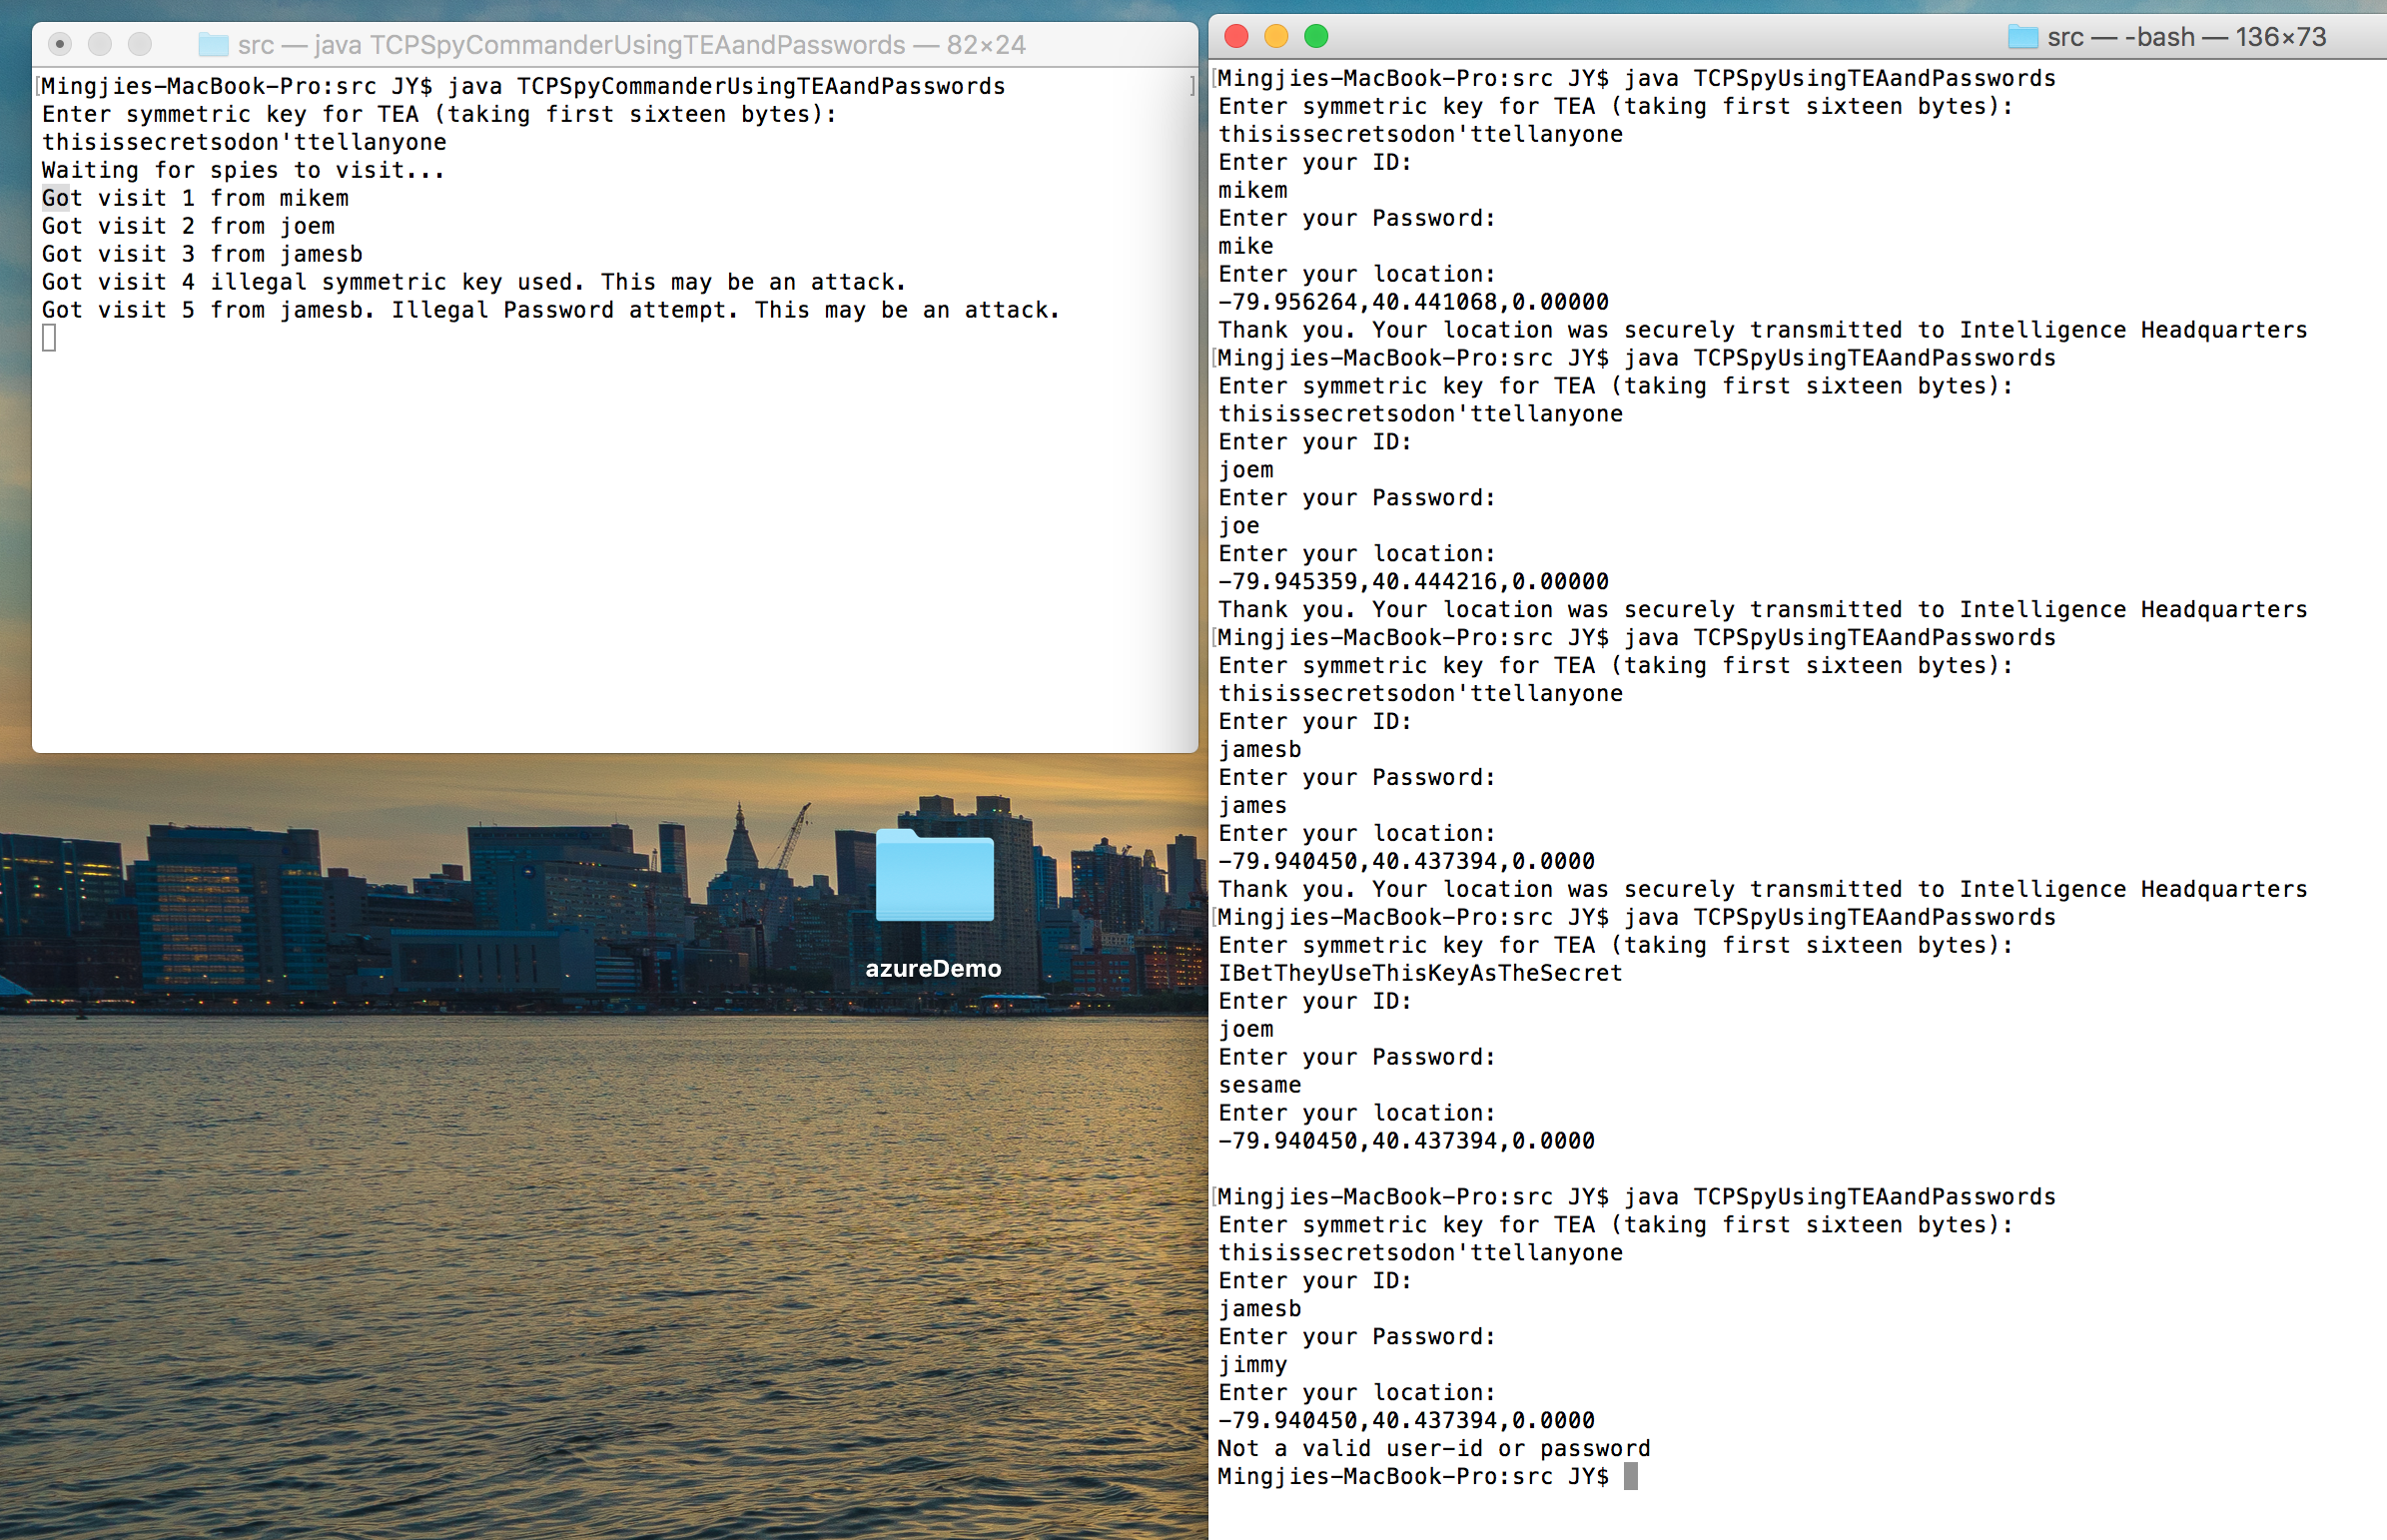 src — java TCPSpyCommanderUsingTEAandPasswords — 82×24
Mingjies-MacBook-Pro:src JY$ java TCPSpyCommanderUsingTEAandPasswords
Enter symmetric key for TEA (taking first sixteen bytes):
thisissecretsodon'ttellanyone
Waiting for spies to visit...
Got visit 1 from mikem
Got visit 2 from joem
Got visit 3 from jamesb
Got visit 4 illegal symmetric key used. This may be an attack.
Got visit 5 from jamesb. Illegal Password attempt. This may be an attack.
azureDemo
src — -bash — 136×73
Mingjies-MacBook-Pro:src JY$ java TCPSpyUsingTEAandPasswords
Enter symmetric key for TEA (taking first sixteen bytes):
thisissecretsodon'ttellanyone
Enter your ID:
mikem
Enter your Password:
mike
Enter your location:
-79.956264,40.441068,0.00000
Thank you. Your location was securely transmitted to Intelligence Headquarters
Mingjies-MacBook-Pro:src JY$ java TCPSpyUsingTEAandPasswords
Enter symmetric key for TEA (taking first sixteen bytes):
thisissecretsodon'ttellanyone
Enter your ID:
joem
Enter your Password:
joe
Enter your location:
-79.945359,40.444216,0.00000
Thank you. Your location was securely transmitted to Intelligence Headquarters
Mingjies-MacBook-Pro:src JY$ java TCPSpyUsingTEAandPasswords
Enter symmetric key for TEA (taking first sixteen bytes):
thisissecretsodon'ttellanyone
Enter your ID:
jamesb
Enter your Password:
james
Enter your location:
-79.940450,40.437394,0.0000
Thank you. Your location was securely transmitted to Intelligence Headquarters
Mingjies-MacBook-Pro:src JY$ java TCPSpyUsingTEAandPasswords
Enter symmetric key for TEA (taking first sixteen bytes):
IBetTheyUseThisKeyAsTheSecret
Enter your ID:
joem
Enter your Password:
sesame
Enter your location:
-79.940450,40.437394,0.0000
Mingjies-MacBook-Pro:src JY$ java TCPSpyUsingTEAandPasswords
Enter symmetric key for TEA (taking first sixteen bytes):
thisissecretsodon'ttellanyone
Enter your ID:
jamesb
Enter your Password:
jimmy
Enter your location:
-79.940450,40.437394,0.0000
Not a valid user-id or password
Mingjies-MacBook-Pro:src JY$